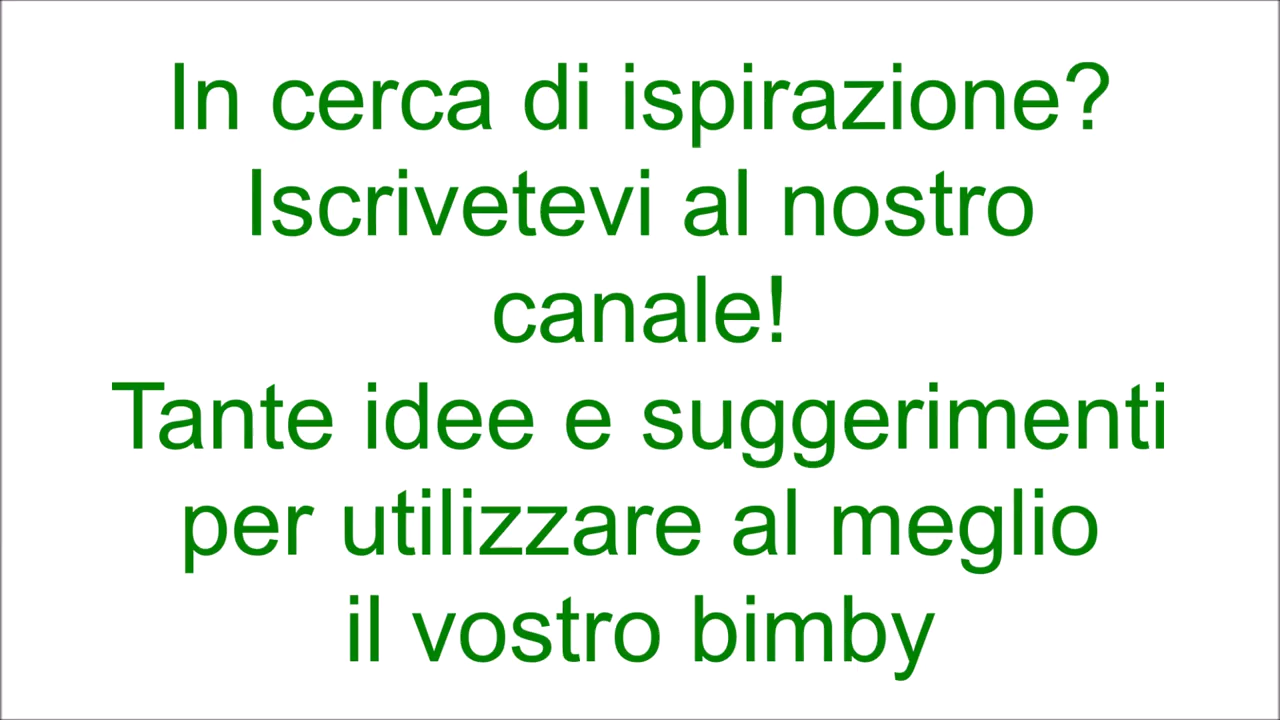 In cerca di ispirazione?
Iscrivetevi al nostro
canale!
Tante idee e suggerimenti
per utilizzare al meglio
il vostro bimby